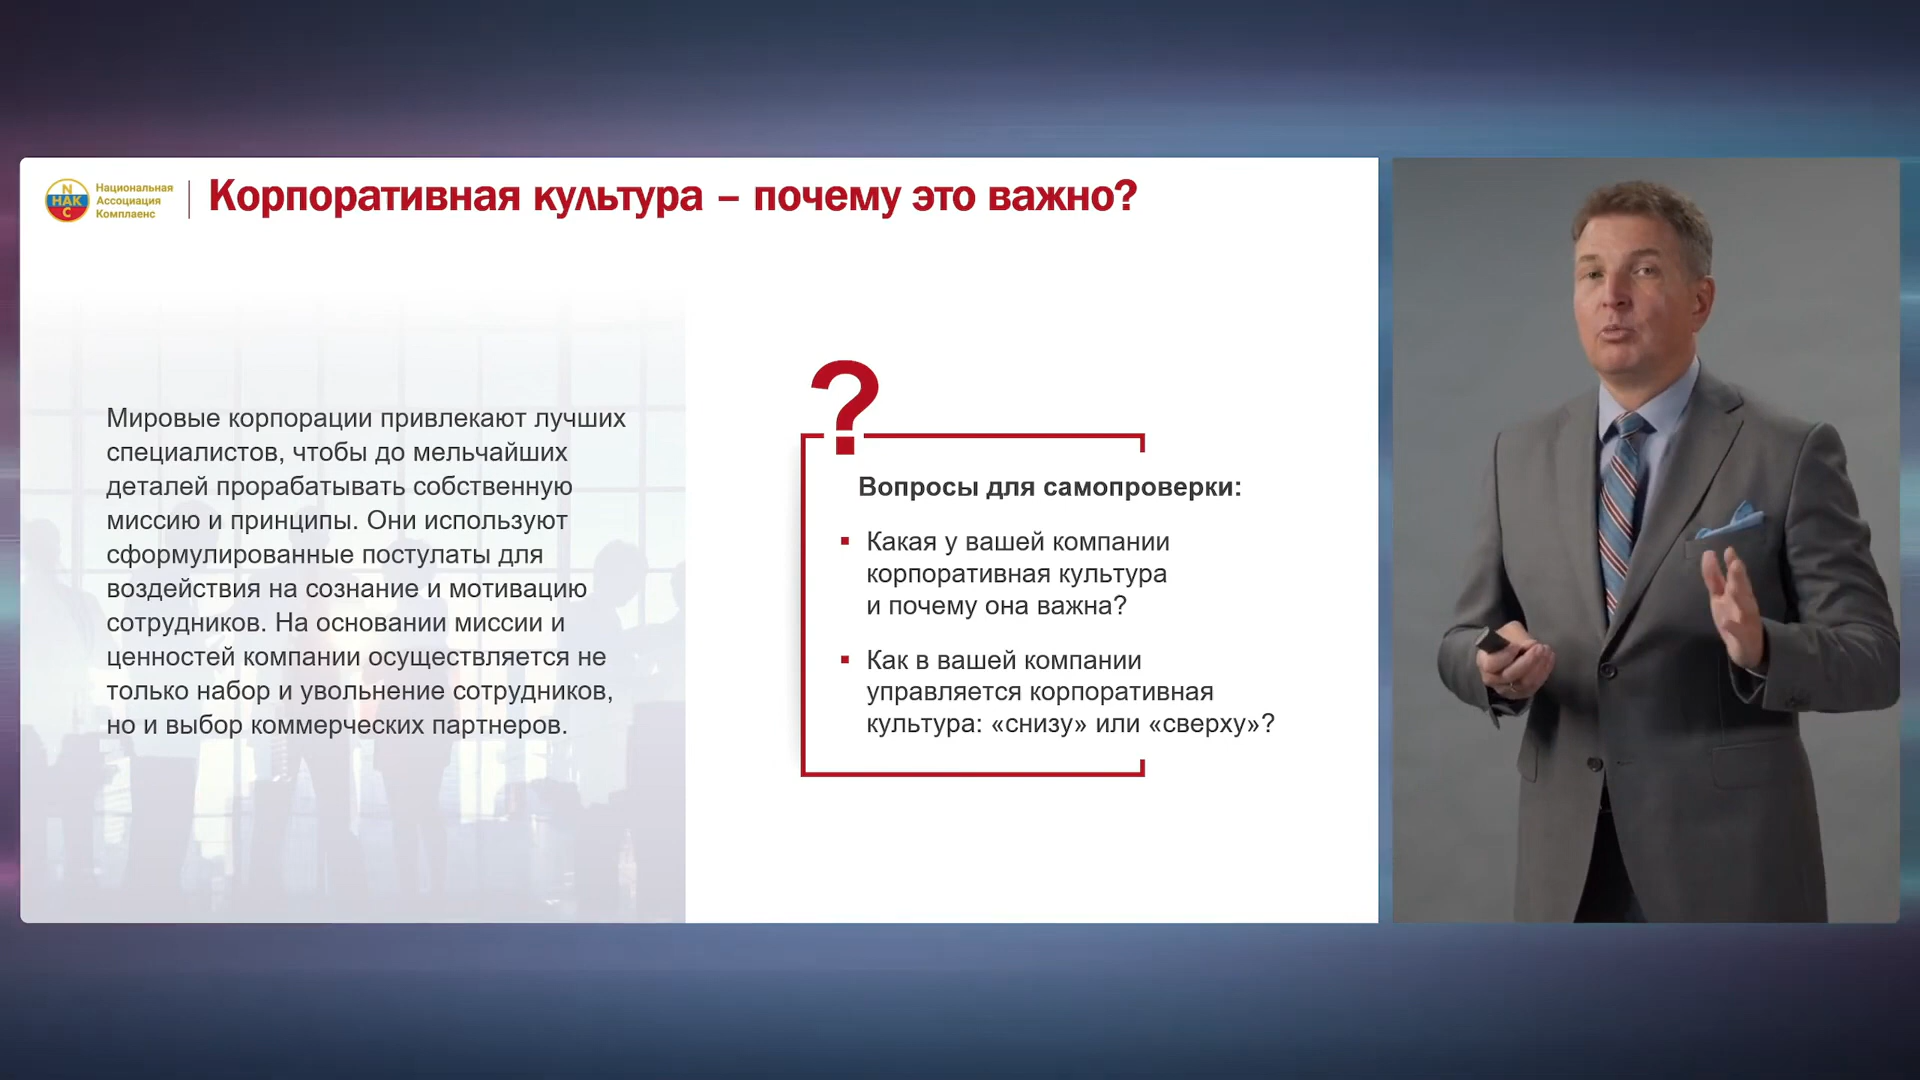 N
НАК
C
Национальная
Ассоциация
Комплаенс
Корпоративная культура – почему это важно?
Мировые корпорации привлекают лучших
специалистов, чтобы до мельчайших
деталей прорабатывать собственную
миссию и принципы. Они используют
сформулированные постулаты для
воздействия на сознание и мотивацию
сотрудников. На основании миссии и
ценностей компании осуществляется не
только набор и увольнение сотрудников,
но и выбор коммерческих партнеров.
?
Вопросы для самопроверки:
▪ Какая у вашей компании
корпоративная культура
и почему она важна?
▪ Как в вашей компании
управляется корпоративная
культура: «снизу» или «сверху»?